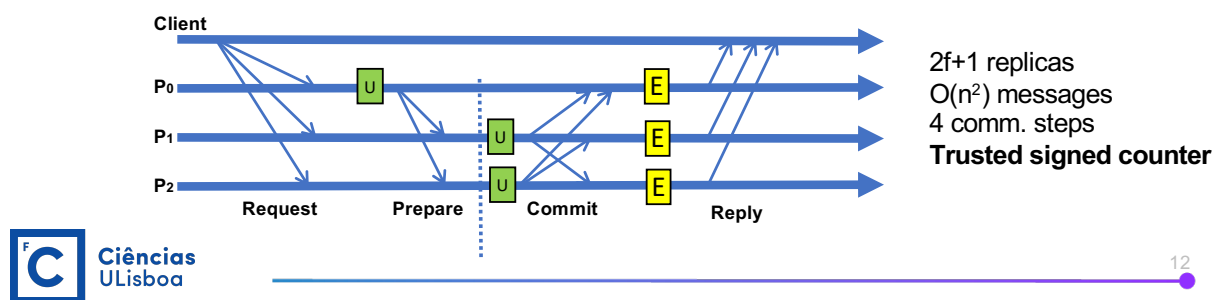 Client
P0
U
E
P1
U
E
P2
U
E
Request Prepare Commit Reply
2f+1 replicas
O(n²) messages
4 comm. steps
Trusted signed counter
F
C
Ciências
ULisboa
12